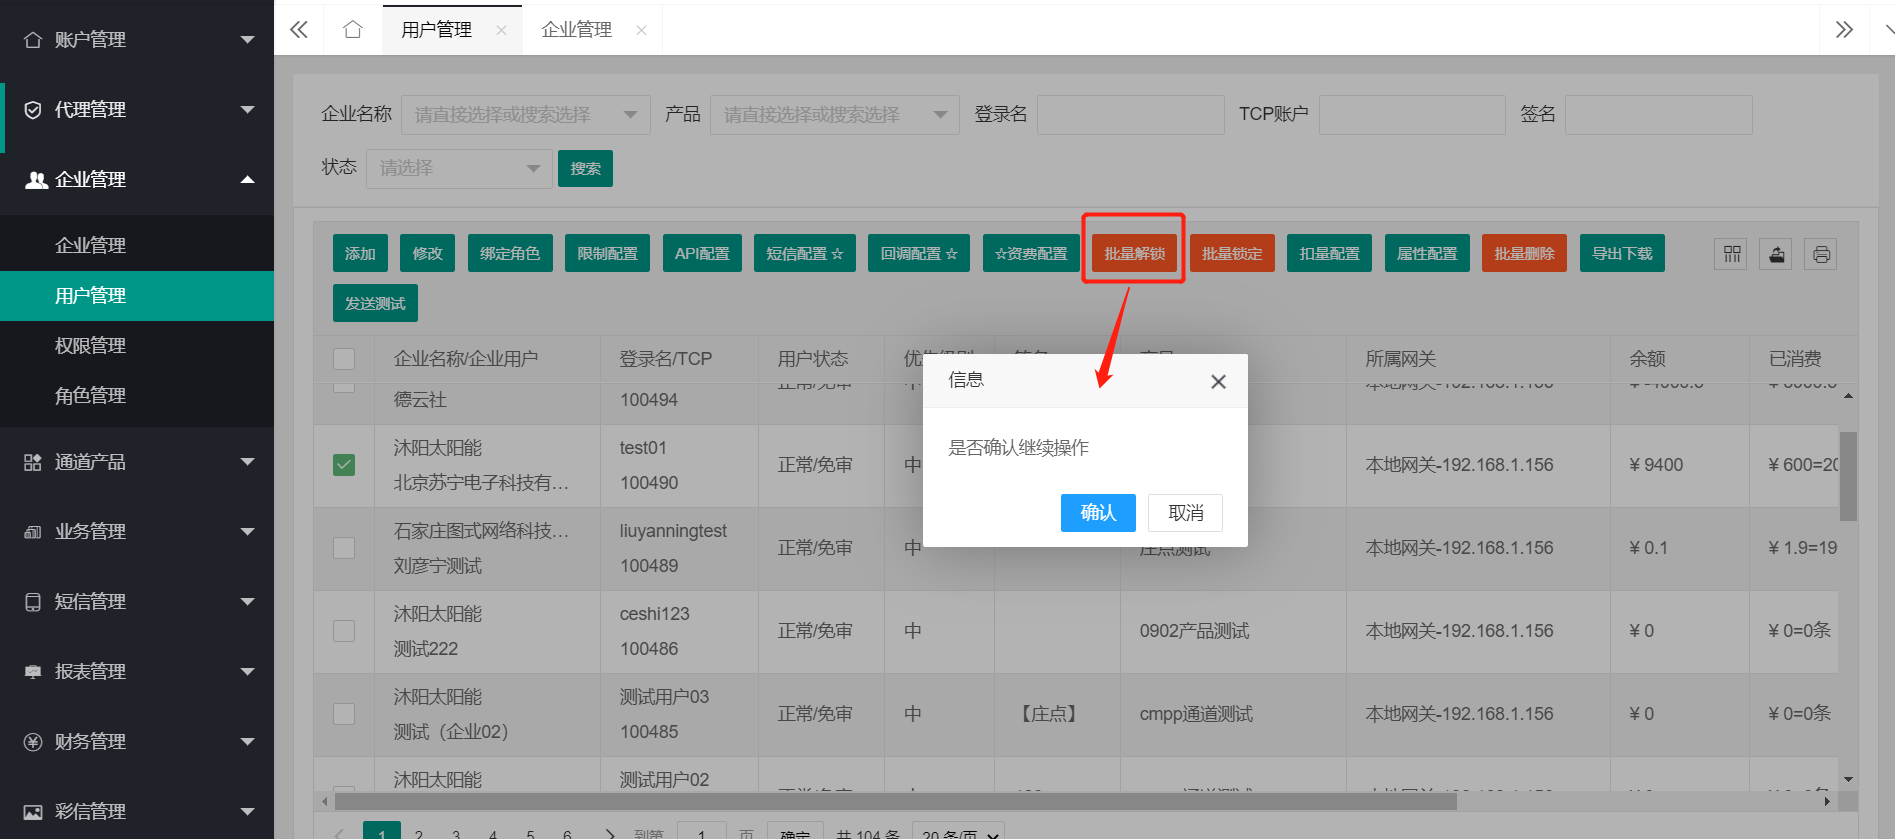 账户管理
代理管理
企业管理
企业管理
用户管理
权限管理
角色管理
通道产品
业务管理
短信管理
报表管理
财务管理
彩信管理
用户管理
企业管理
企业名称 请直接选择或搜索选择 产品 请直接选择或搜索选择 登录名 TCP账户 签名
状态 请选择 搜索
添加 修改 绑定角色 限制配置 API配置 短信配置 ☆ 回调配置 ☆ ☆资费配置 批量解锁 批量锁定 扣量配置 属性配置 批量删除 导出下载
发送测试
企业名称/企业用户 登录名/TCP 用户状态 所属网关 余额 已消费
德云社 100494
沐阳太阳能 test01
正常/免审 中 本地网关-192.168.1.156 ¥ 9400 ¥ 600=20
北京苏宁电子科技有... 100490
石家庄图式网络科技... liuyanningtest
正常/免审 中 庄点测试 本地网关-192.168.1.156 ¥ 0.1 ¥ 1.9=19
刘彦宁测试 100489
沐阳太阳能 ceshi123
正常/免审 中 0902产品测试 本地网关-192.168.1.156 ¥ 0 ¥ 0=0条
测试222 100486
沐阳太阳能 测试用户03
正常/免审 中 【庄点】 cmpp通道测试 本地网关-192.168.1.156 ¥ 0 ¥ 0=0条
测试（企业02） 100485
沐阳太阳能 测试用户02
信息
是否确认继续操作
确认 取消
1 2 3 4 5 6 到第 1 页 确定 共 104 条 20 条/页